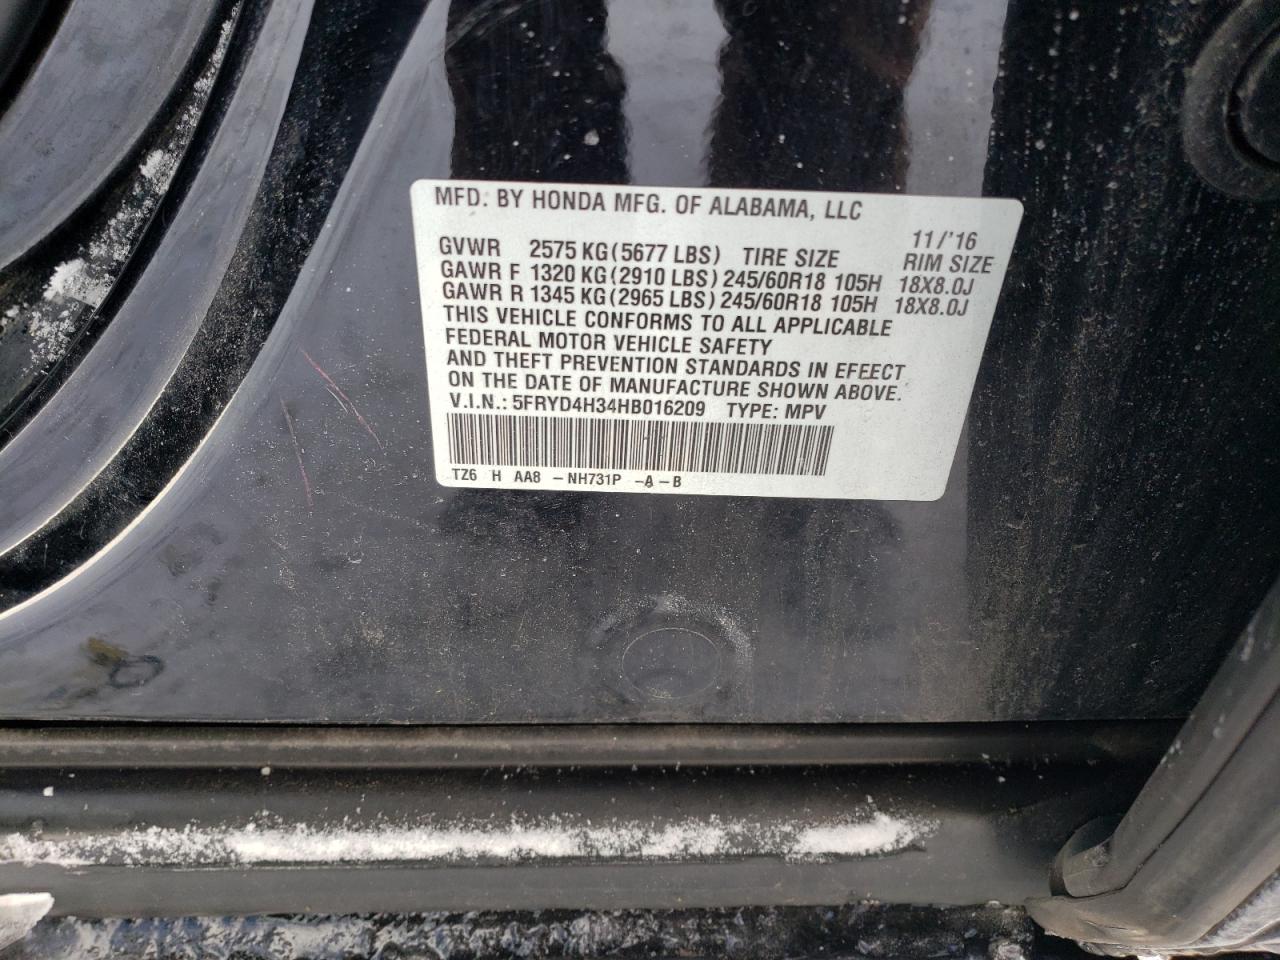 MFD. BY HONDA MFG. OF ALABAMA, LLC
11/'16
GVWR 2575 KG (5677 LBS) TIRE SIZE RIM SIZE
GAWR F 1320 KG (2910 LBS) 245/60R18 105H 18X8.0J
GAWR R 1345 KG (2965 LBS) 245/60R18 105H 18X8.0J
THIS VEHICLE CONFORMS TO ALL APPLICABLE
FEDERAL MOTOR VEHICLE SAFETY
AND THEFT PREVENTION STANDARDS IN EFFECT
ON THE DATE OF MANUFACTURE SHOWN ABOVE.
V.I.N.: 5FRYD4H34HB016209 TYPE: MPV
TZ6 H AA8 - NH731P - A - B